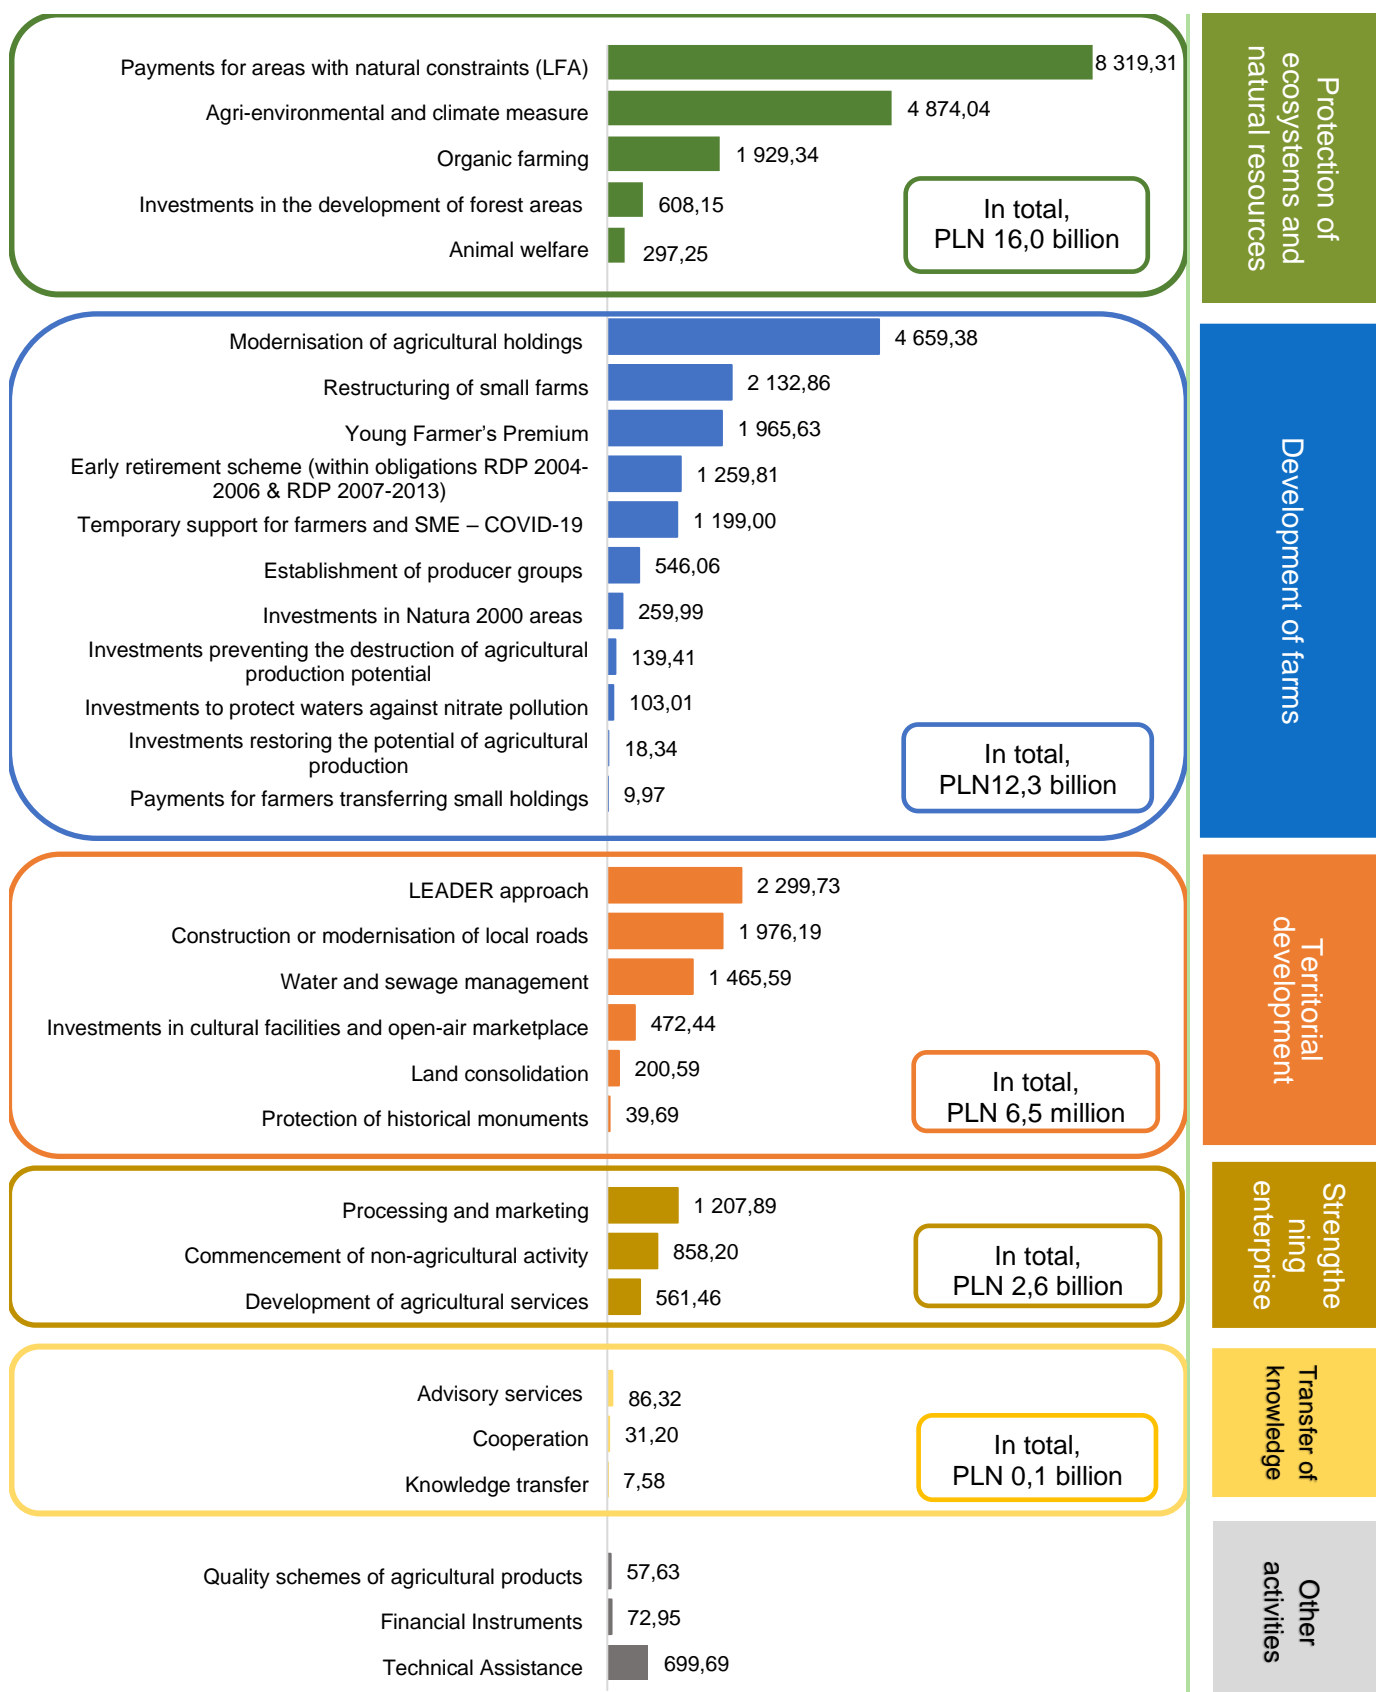 Protection of
ecosystems and
natural resources
Payments for areas with natural constraints (LFA)
8 319,31
Agri-environmental and climate measure
4 874,04
Organic farming
1 929,34
Investments in the development of forest areas
608,15
Animal welfare
297,25
In total,
PLN 16,0 billion
Development of farms
Modernisation of agricultural holdings
4 659,38
Restructuring of small farms
2 132,86
Young Farmer’s Premium
1 965,63
Early retirement scheme (within obligations RDP 2004-
2006 & RDP 2007-2013)
1 259,81
Temporary support for farmers and SME – COVID-19
1 199,00
Establishment of producer groups
546,06
Investments in Natura 2000 areas
259,99
Investments preventing the destruction of agricultural
production potential
139,41
Investments to protect waters against nitrate pollution
103,01
Investments restoring the potential of agricultural
production
18,34
Payments for farmers transferring small holdings
9,97
In total,
PLN12,3 billion
Territorial
development
LEADER approach
2 299,73
Construction or modernisation of local roads
1 976,19
Water and sewage management
1 465,59
Investments in cultural facilities and open-air marketplace
472,44
Land consolidation
200,59
Protection of historical monuments
39,69
In total,
PLN 6,5 million
Strengthe
ning
enterprise
Processing and marketing
1 207,89
Commencement of non-agricultural activity
858,20
Development of agricultural services
561,46
In total,
PLN 2,6 billion
Transfer of
knowledge
Advisory services
86,32
Cooperation
31,20
Knowledge transfer
7,58
In total,
PLN 0,1 billion
Other
activities
Quality schemes of agricultural products
57,63
Financial Instruments
72,95
Technical Assistance
699,69